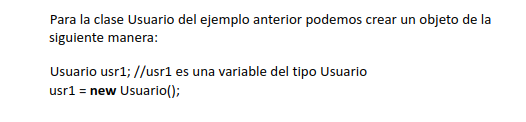 Para la clase Usuario del ejemplo anterior podemos crear un objeto de la
siguiente manera:
Usuario usr1; //usr1 es una variable del tipo Usuario
usr1 = new Usuario();